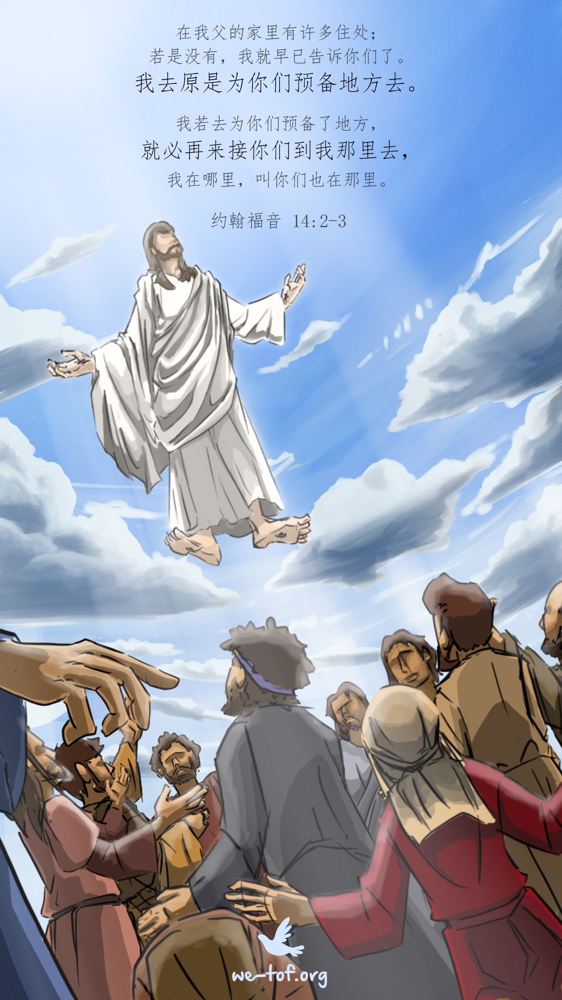 在我父的家里有许多住处；
若是没有，我就早已告诉你们了。
我去原是为你们预备地方去。
我若去为你们预备了地方，
就必再来接你们到我那里去，
我在哪里，叫你们也在那里。
约翰福音 14:2-3
we-tof.org